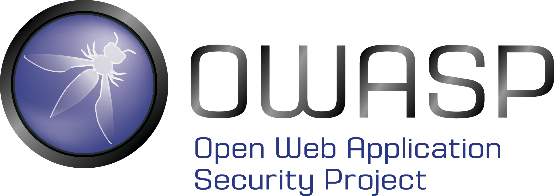 OWASP
Open Web Application
Security Project